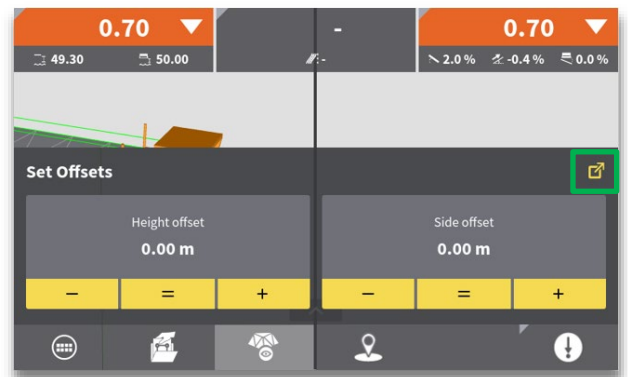 0.70 - 0.70
49.30 50.00 - 2.0 % -0.4 % 0.0 %
Set Offsets
Height offset Side offset
0.00 m 0.00 m
− = + − = +